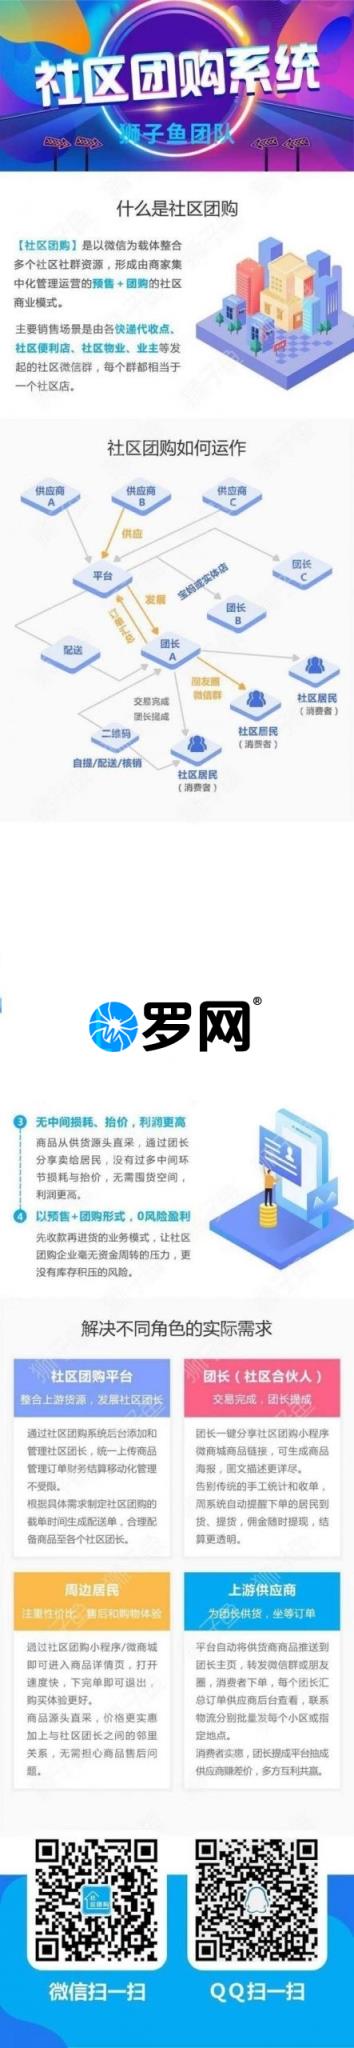 社区团购系统
狮子鱼团队
什么是社区团购
【社区团购】是以微信为载体整合
多个社区社群资源，形成由商家集
中化管理运营的预售+团购的社区
商业模式。
主要销售场景是由各快递代收点、
社区便利店、社区物业、业主等发
起的社区微信群，每个群都相当于
一个社区店。
社区团购如何运作
供应商
A
供应商
B
供应商
C
供应
平台
发展
订单汇总
宝妈或实体店
团长
C
团长
B
配送
团长
A
朋友圈
微信群
社区居民
（消费者）
交易完成
团长提成
社区居民
（消费者）
二维码
自提/配送/核销
社区居民
（消费者）
罗网®
3 无中间损耗、抬价，利润更高
商品从供货源头直采，通过团长
分享卖给居民，没有过多中间环
节损耗与抬价，无需囤货空间，
利润更高。
4 以预售+团购形式，0风险盈利
先收款再进货的业务模式，让社区
团购企业毫无资金周转的压力，更
没有库存积压的风险。
解决不同角色的实际需求
社区团购平台
整合上游货源，发展社区团长
通过社区团购系统后台添加和
管理社区团长，统一上传商品
管理订单财务结算移动化管理
不受限。
根据具体需求制定社区团购的
截单时间生成配送单，合理配
备商品至各个社区团长。
团长（社区合伙人）
交易完成，团长提成
团长一键分享社区团购小程序
微商城商品链接，可生成商品
海报，图文描述更详尽。
告别传统的手工统计和收单，
周系统自动提醒下单的居民到
货、提货，佣金随时提现，结
算更透明。
周边居民
注重性价比、售后和购物体验
通过社区团购小程序/微商城
即可进入商品详情页，打开
速度快，下完单即可退出，
购买体验更好。
商品源头直采，价格更实惠
加上与社区团长之间的邻里
关系，无需担心商品售后问
题。
上游供应商
为团长供货，坐等订单
平台自动将供货商商品推送到
团长主页，转发微信群或朋友
圈，消费者下单，每个团长汇
总订单供应商后台查看，联系
物流分别批量发每个小区或指
定地点。
消费者实惠，团长提成平台抽成
供应商赚差价，多方互利共赢。
社
区团购
微信扫一扫
QQ扫一扫